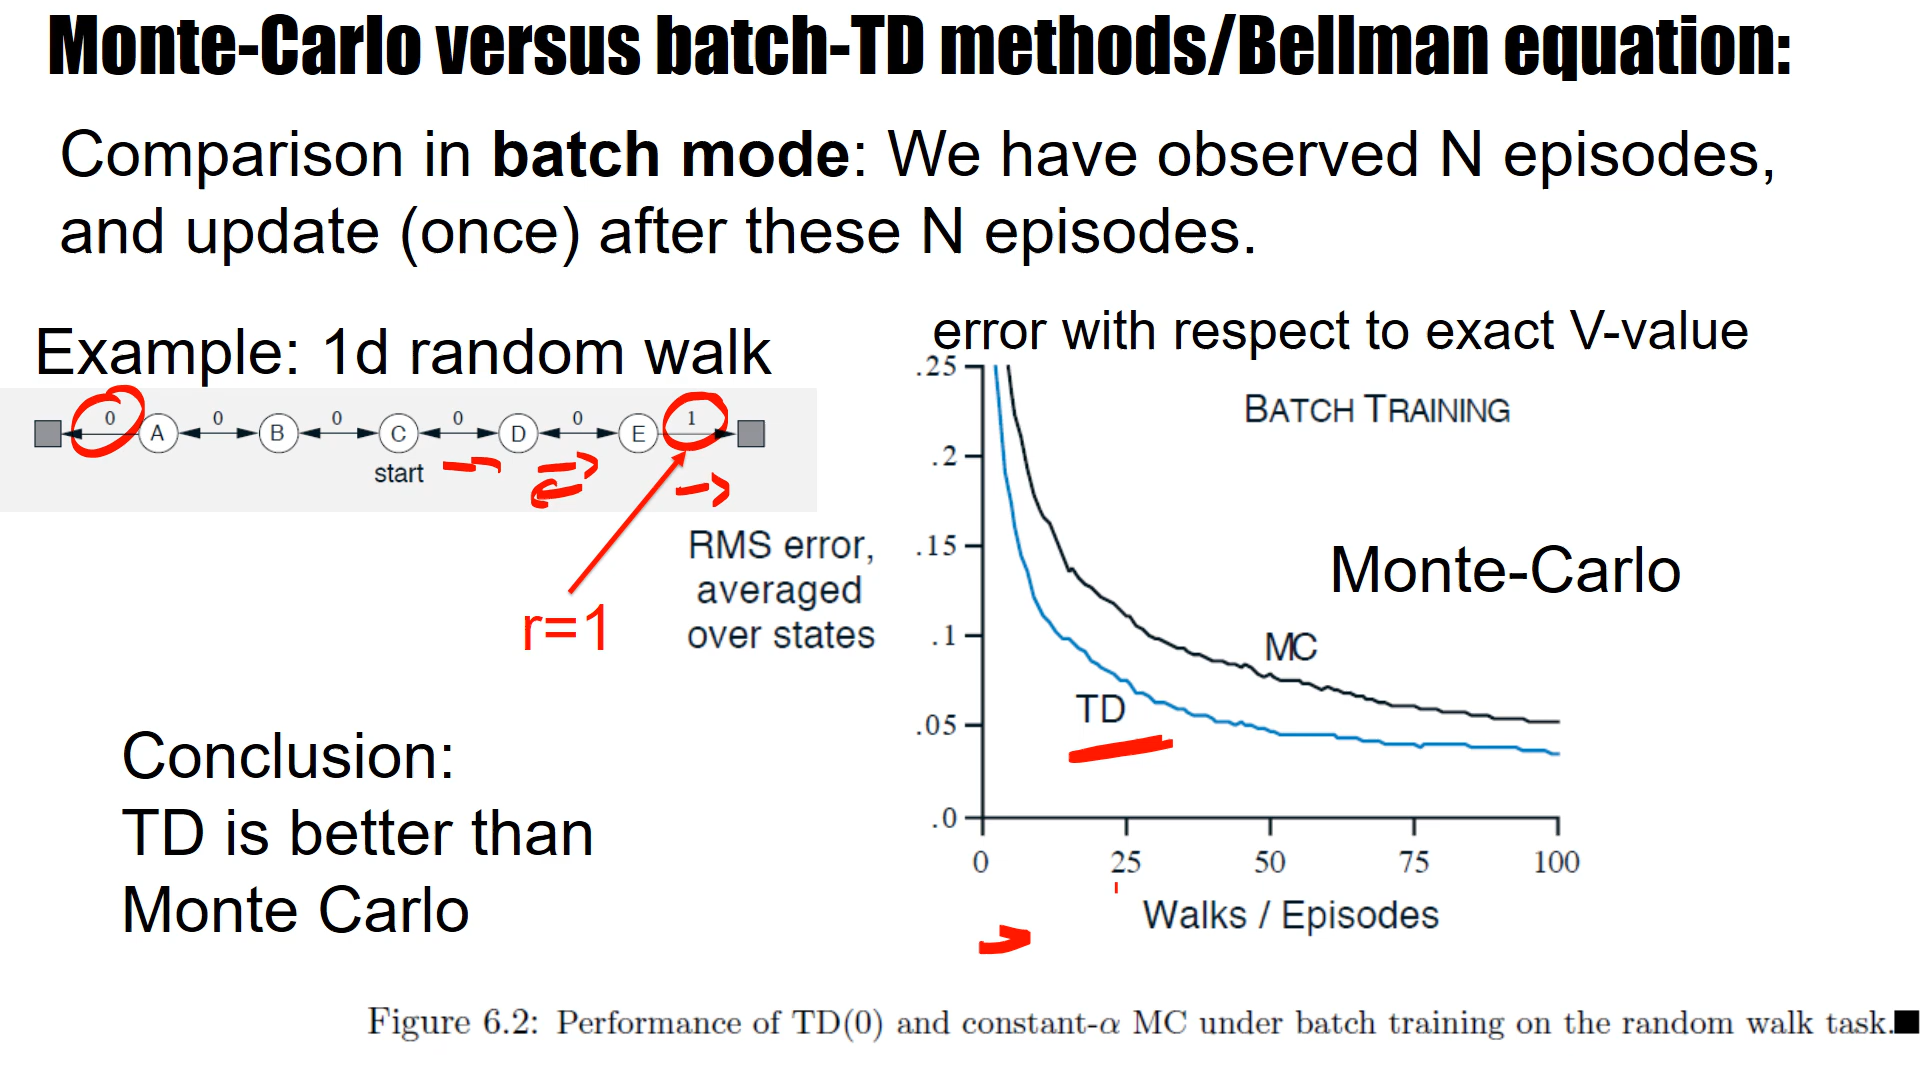 Monte-Carlo versus batch-TD methods/Bellman equation:
Comparison in batch mode: We have observed N episodes,
and update (once) after these N episodes.
Example: 1d random walk
0 A 0 B 0 C 0 D 0 E 1
start
r=1
error with respect to exact V-value
BATCH TRAINING
RMS error,
averaged
over states
.25
.2
.15
.1
.05
.0
Monte-Carlo
MC
TD
0 25 50 75 100
Walks / Episodes
Conclusion:
TD is better than
Monte Carlo
Figure 6.2: Performance of TD(0) and constant-α MC under batch training on the random walk task.